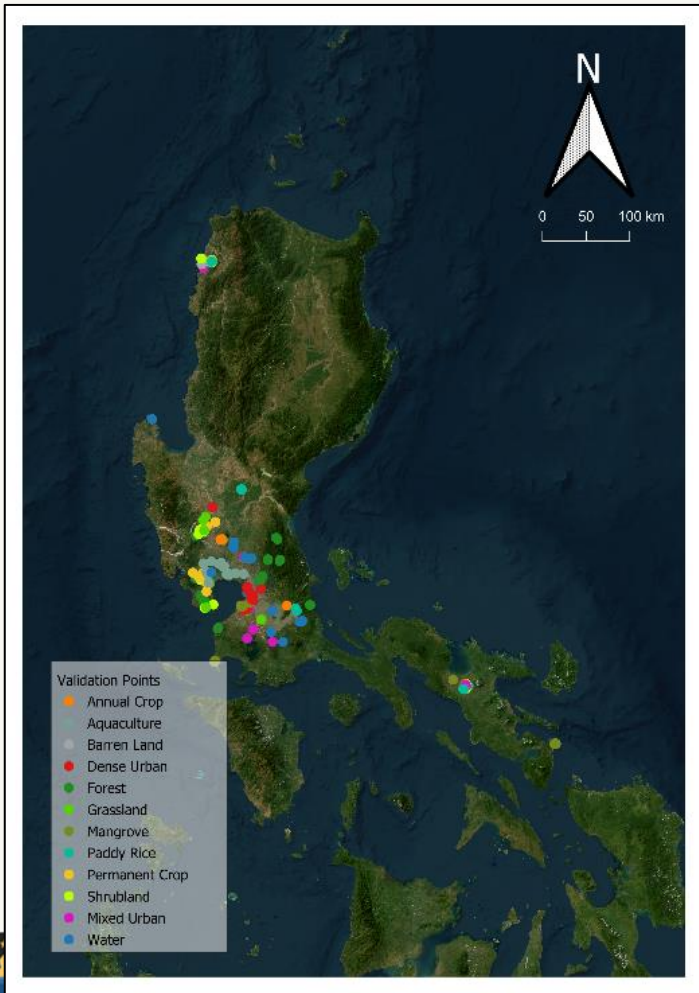 N
0 50 100 km
Validation Points
Annual Crop
Aquaculture
Barren Land
Dense Urban
Forest
Grassland
Mangrove
Paddy Rice
Permanent Crop
Shrubland
Mixed Urban
Water